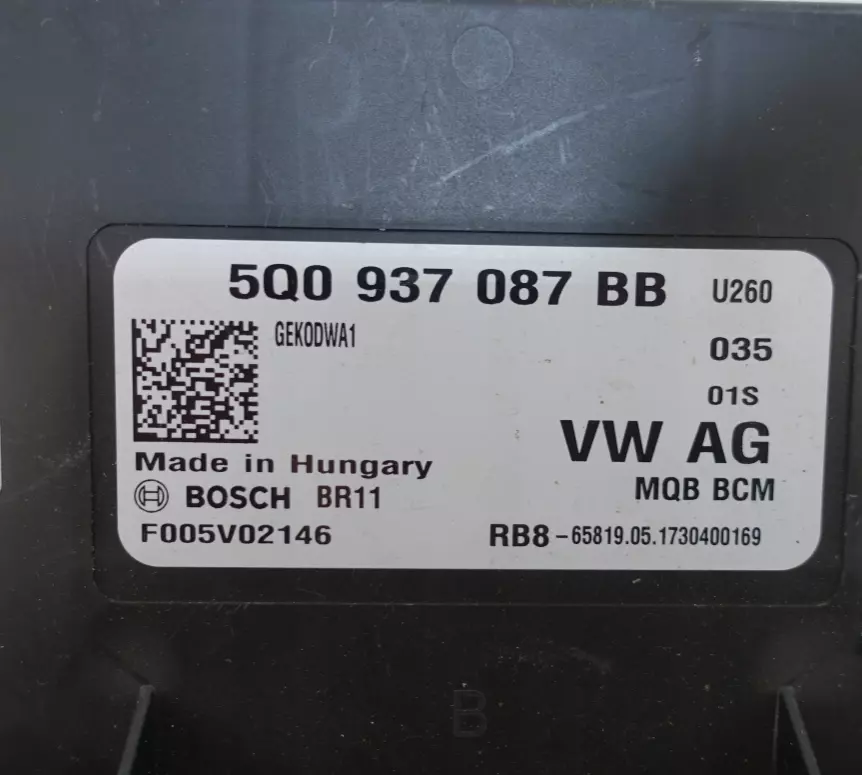 5Q0 937 087 BB U260
GEKODWA1
035
01S
VW AG
Made in Hungary
MQB BCM
BOSCH BR11
F005V02146 RB8-65819.05.1730400169
B